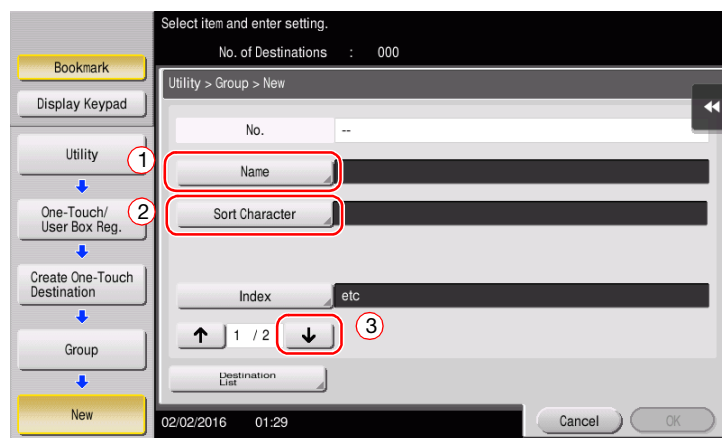 Select item and enter setting.
No. of Destinations : 000
Bookmark
Display Keypad
Utility
One-Touch/
User Box Reg.
Create One-Touch
Destination
Group
New
Utility > Group > New
No. --
1
Name
2
Sort Character
Index etc
↑ 1 / 2 ↓ 3
Destination
List
02/02/2016 01:29
Cancel
OK